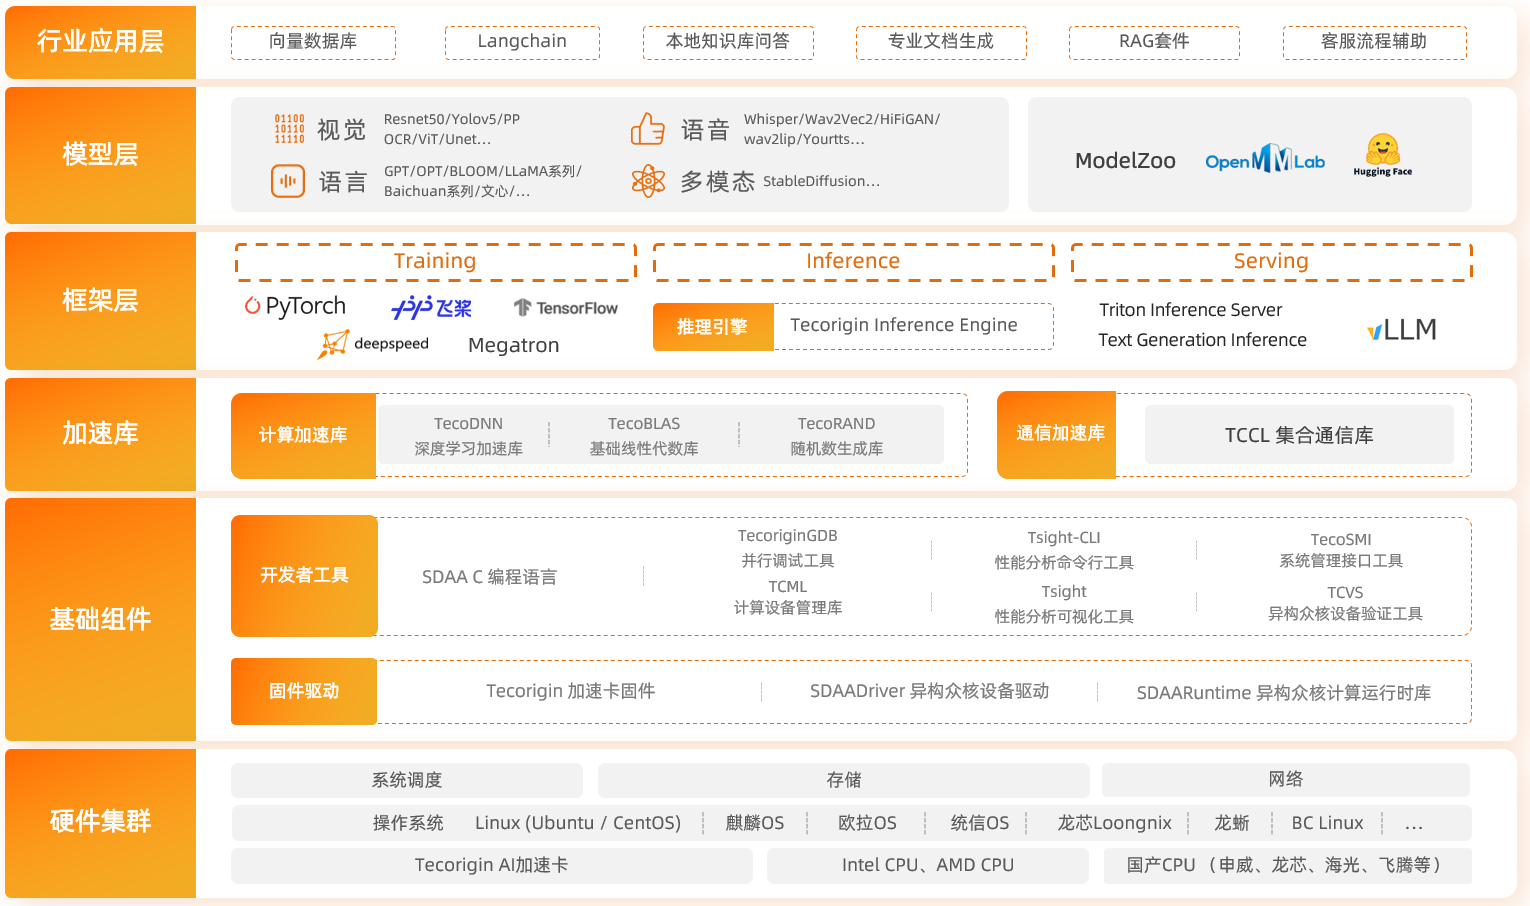 行业应用层
向量数据库
Langchain
本地知识库问答
专业文档生成
RAG套件
客服流程辅助
模型层
01100
10110
11110
视觉
Resnet50/Yolov5/PP
OCR/ViT/Unet...
语音
Whisper/Wav2Vec2/HiFiGAN/
wav2lip/Yourtts...
语言
GPT/OPT/BLOOM/LLaMA系列/
Baichuan系列/文心/...
多模态
StableDiffusion...
ModelZoo
OpenMMLab
Hugging Face
框架层
Training
PyTorch
飞桨
TensorFlow
deepspeed
Megatron
Inference
推理引擎
Tecorigin Inference Engine
Serving
Triton Inference Server
Text Generation Inference
vLLM
加速库
计算加速库
TecoDNN
深度学习加速库
TecoBLAS
基础线性代数库
TecoRAND
随机数生成库
通信加速库
TCCL 集合通信库
基础组件
开发者工具
SDAA C 编程语言
TecoriginGDB
并行调试工具
TCML
计算设备管理库
Tsight-CLI
性能分析命令行工具
Tsight
性能分析可视化工具
TecoSMI
系统管理接口工具
TCVS
异构众核设备验证工具
固件驱动
Tecorigin 加速卡固件
SDAADriver 异构众核设备驱动
SDAARuntime 异构众核计算运行时库
硬件集群
系统调度
存储
网络
操作系统
Linux (Ubuntu / CentOS)
麒麟OS
欧拉OS
统信OS
龙芯Loongnix
龙蜥
BC Linux
...
Tecorigin AI加速卡
Intel CPU、AMD CPU
国产CPU（申威、龙芯、海光、飞腾等）